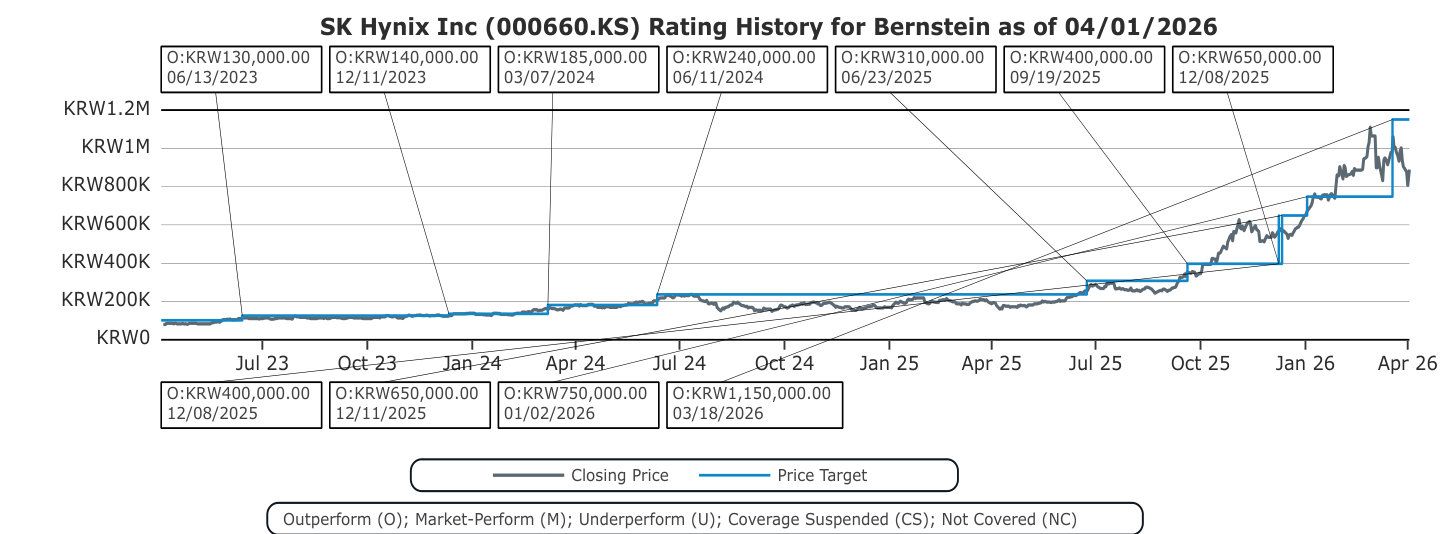 SK Hynix Inc (000660.KS) Rating History for Bernstein as of 04/01/2026
O:KRW130,000.00
06/13/2023
O:KRW140,000.00
12/11/2023
O:KRW185,000.00
03/07/2024
O:KRW240,000.00
06/11/2024
O:KRW310,000.00
06/23/2025
O:KRW400,000.00
09/19/2025
O:KRW650,000.00
12/08/2025
KRW1.2M
KRW1M
KRW800K
KRW600K
KRW400K
KRW200K
KRW0
Jul 23 Oct 23 Jan 24 Apr 24 Jul 24 Oct 24 Jan 25 Apr 25 Jul 25 Oct 25 Jan 26 Apr 26
O:KRW400,000.00
12/08/2025
O:KRW650,000.00
12/11/2025
O:KRW750,000.00
01/02/2026
O:KRW1,150,000.00
03/18/2026
Closing Price Price Target
Outperform (O); Market-Perform (M); Underperform (U); Coverage Suspended (CS); Not Covered (NC)